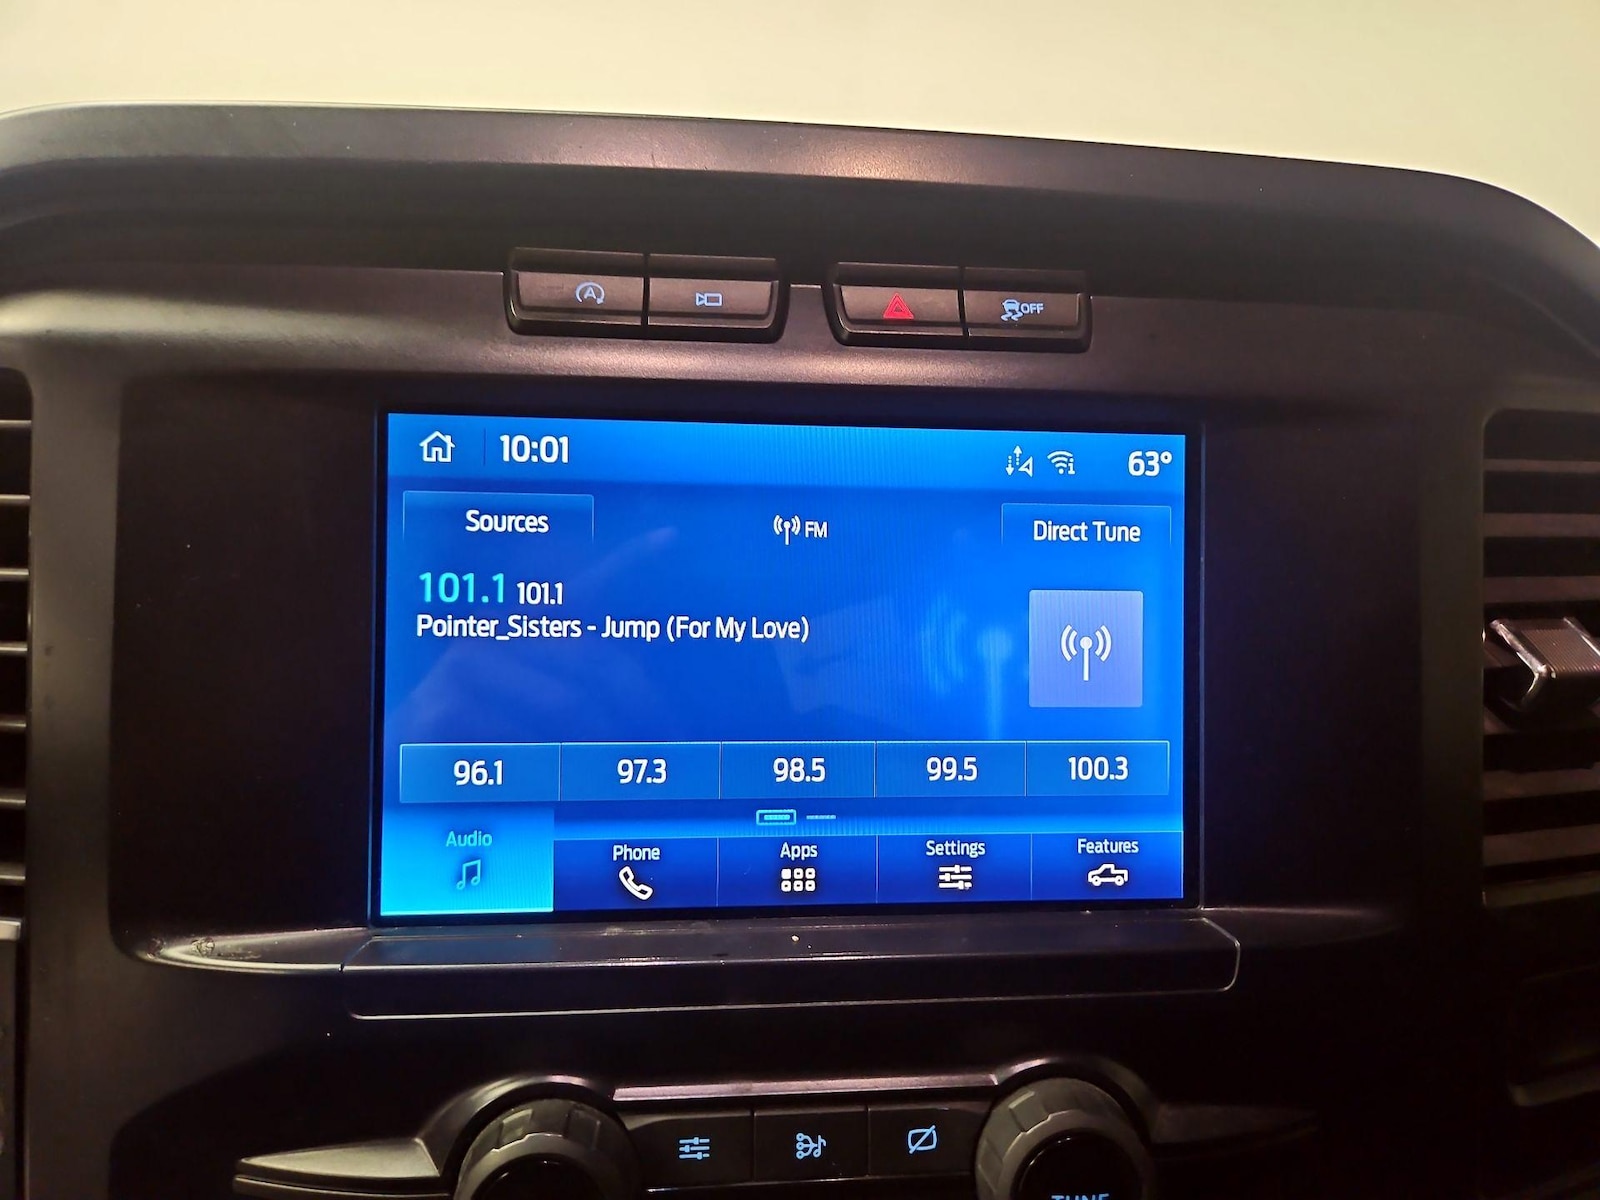 A
OFF
10:01
63°
Sources
FM
Direct Tune
101.1 101.1
Pointer_Sisters - Jump (For My Love)
96.1
97.3
98.5
99.5
100.3
Audio
Phone
Apps
Settings
Features
TUNE